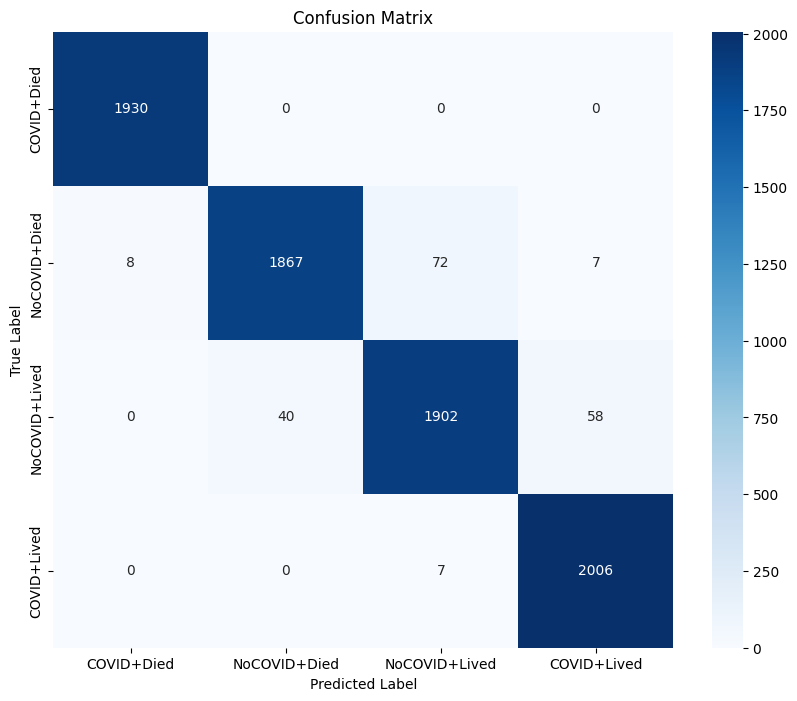 Confusion Matrix
True Label
COVID+Died
1930 0 0 0
NoCOVID+Died
8 1867 72 7
NoCOVID+Lived
0 40 1902 58
COVID+Lived
0 0 7 2006
COVID+Died NoCOVID+Died NoCOVID+Lived COVID+Lived
Predicted Label
2000
1750
1500
1250
1000
750
500
250
0